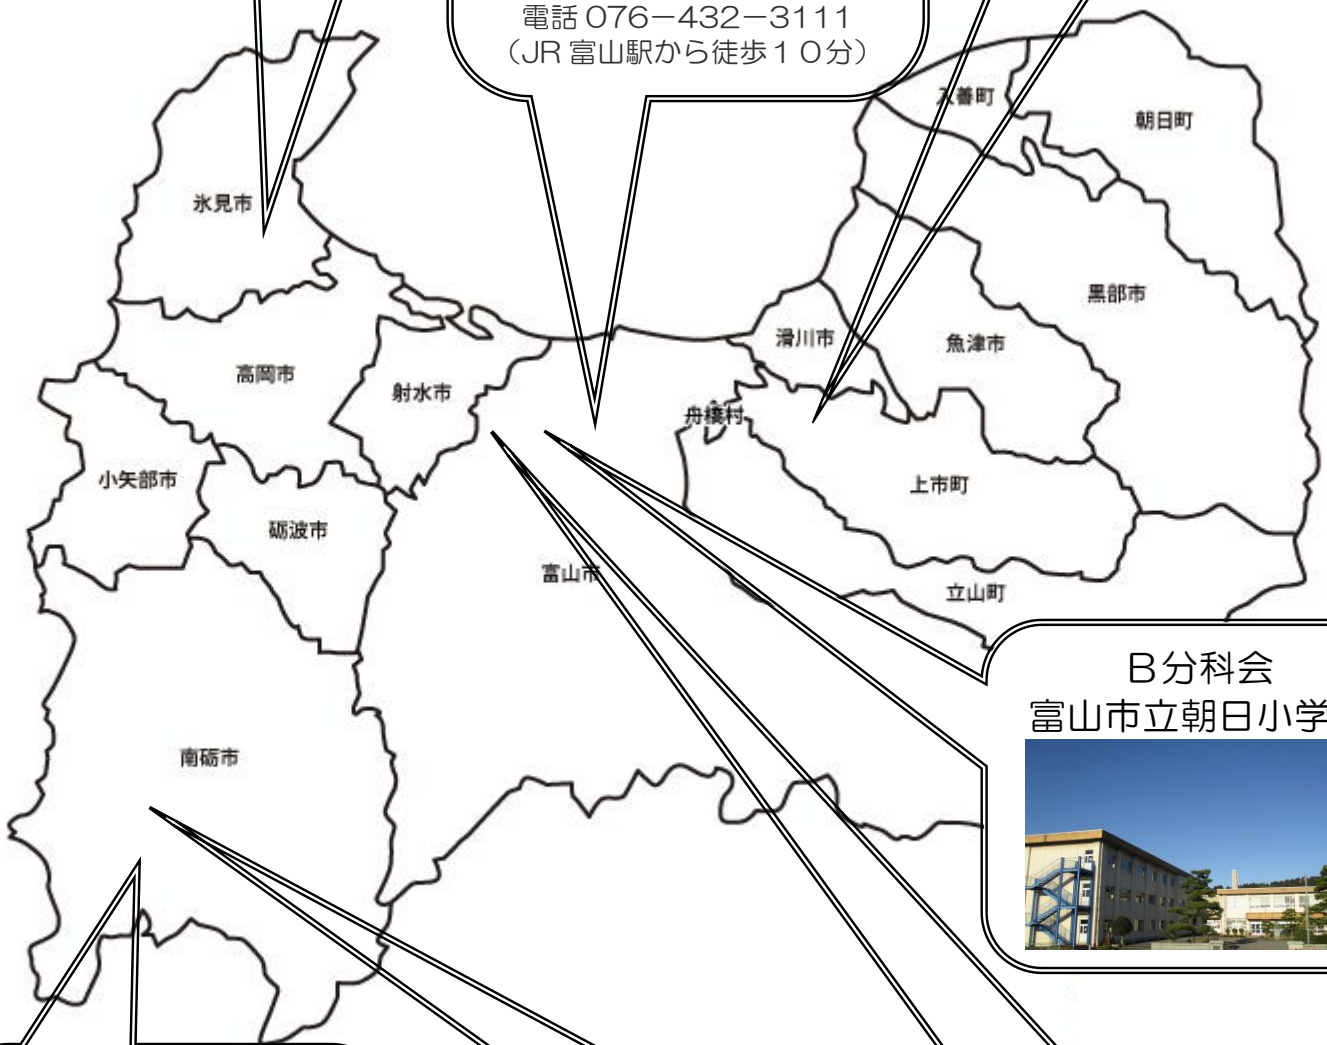 電話 076－432－3111
（JR 富山駅から徒歩１０分）
入善町
朝日町
氷見市
黒部市
滑川市
魚津市
高岡市
射水市
舟橋村
小矢部市
上市町
砺波市
富山市
立山町
Ｂ分科会
富山市立朝日小学
南砺市